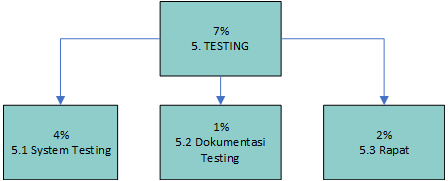 7%
5. TESTING
4%
5.1 System Testing
1%
5.2 Dokumentasi
Testing
2%
5.3 Rapat